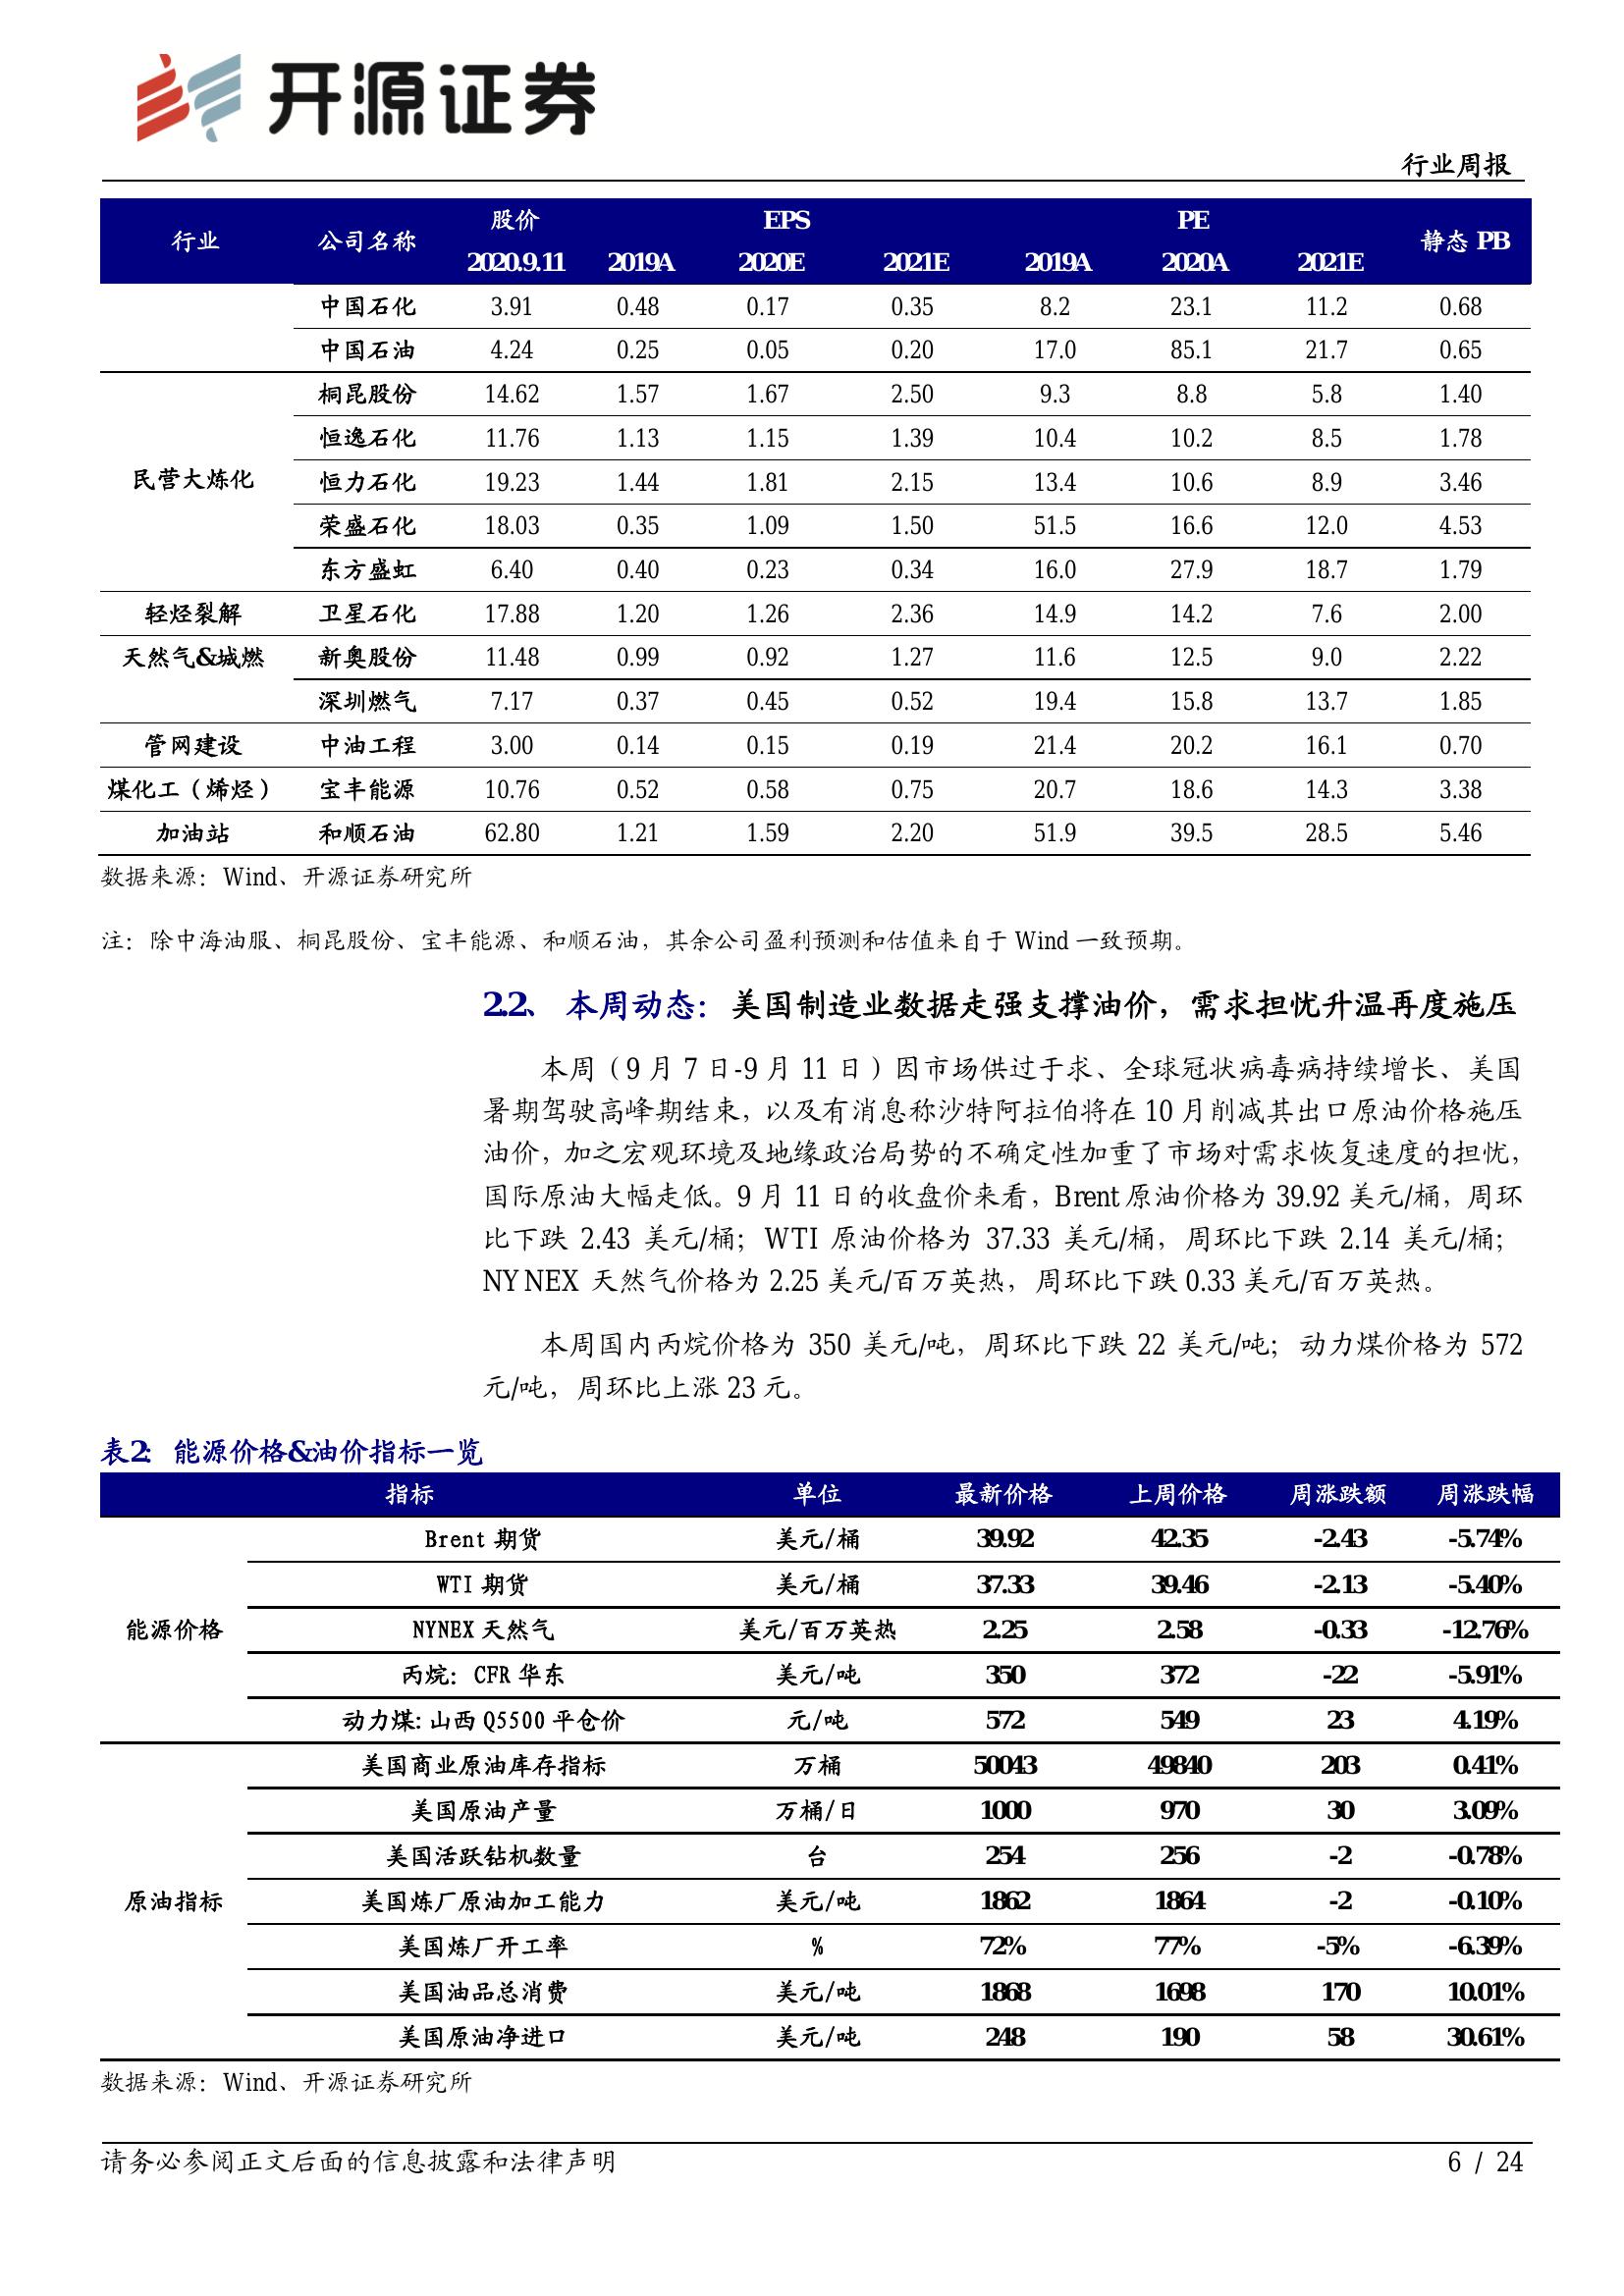 开源证券
行业周报
行业 公司名称 股价 EPS PE 静态 PB
2020.9.11 2019A 2020E 2021E 2019A 2020A 2021E
中国石化 3.91 0.48 0.17 0.35 8.2 23.1 11.2 0.68
中国石油 4.24 0.25 0.05 0.20 17.0 85.1 21.7 0.65
民营大炼化 桐昆股份 14.62 1.57 1.67 2.50 9.3 8.8 5.8 1.40
恒逸石化 11.76 1.13 1.15 1.39 10.4 10.2 8.5 1.78
恒力石化 19.23 1.44 1.81 2.15 13.4 10.6 8.9 3.46
荣盛石化 18.03 0.35 1.09 1.50 51.5 16.6 12.0 4.53
东方盛虹 6.40 0.40 0.23 0.34 16.0 27.9 18.7 1.79
轻烃裂解 卫星石化 17.88 1.20 1.26 2.36 14.9 14.2 7.6 2.00
天然气&城燃 新奥股份 11.48 0.99 0.92 1.27 11.6 12.5 9.0 2.22
深圳燃气 7.17 0.37 0.45 0.52 19.4 15.8 13.7 1.85
管网建设 中油工程 3.00 0.14 0.15 0.19 21.4 20.2 16.1 0.70
煤化工（烯烃） 宝丰能源 10.76 0.52 0.58 0.75 20.7 18.6 14.3 3.38
加油站 和顺石油 62.80 1.21 1.59 2.20 51.9 39.5 28.5 5.46
数据来源：Wind、开源证券研究所
注：除中海油服、桐昆股份、宝丰能源、和顺石油，其余公司盈利预测和估值来自于 Wind 一致预期。
2.2、 本周动态：美国制造业数据走强支撑油价，需求担忧升温再度施压
本周（9 月 7 日-9 月 11 日）因市场供过于求、全球冠状病毒病持续增长、美国
暑期驾驶高峰期结束，以及有消息称沙特阿拉伯将在 10 月削减其出口原油价格施压
油价，加之宏观环境及地缘政治局势的不确定性加重了市场对需求恢复速度的担忧，
国际原油大幅走低。9 月 11 日的收盘价来看，Brent 原油价格为 39.92 美元/桶，周环
比下跌 2.43 美元/桶；WTI 原油价格为 37.33 美元/桶，周环比下跌 2.14 美元/桶；
NYNEX 天然气价格为 2.25 美元/百万英热，周环比下跌 0.33 美元/百万英热。
本周国内丙烷价格为 350 美元/吨，周环比下跌 22 美元/吨；动力煤价格为 572
元/吨，周环比上涨 23 元。
表2：能源价格&油价指标一览
指标 单位 最新价格 上周价格 周涨跌额 周涨跌幅
Brent 期货 美元/桶 39.92 42.35 -2.43 -5.74%
WTI 期货 美元/桶 37.33 39.46 -2.13 -5.40%
能源价格 NYNEX 天然气 美元/百万英热 2.25 2.58 -0.33 -12.76%
丙烷：CFR 华东 美元/吨 350 372 -22 -5.91%
动力煤:山西 Q5500 平仓价 元/吨 572 549 23 4.19%
美国商业原油库存指标 万桶 50043 49840 203 0.41%
美国原油产量 万桶/日 1000 970 30 3.09%
美国活跃钻机数量 台 254 256 -2 -0.78%
原油指标 美国炼厂原油加工能力 美元/吨 1862 1864 -2 -0.10%
美国炼厂开工率 % 72% 77% -5% -6.39%
美国油品总消费 美元/吨 1868 1698 170 10.01%
美国原油净进口 美元/吨 248 190 58 30.61%
数据来源：Wind、开源证券研究所
请务必参阅正文后面的信息披露和法律声明 6 / 24